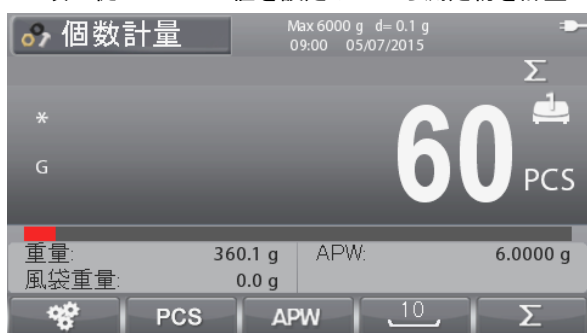 個数計量
Max 6000 g d= 0.1 g
09:00 05/07/2015
Σ
*
1
G
60 PCS
重量: 360.1 g APW: 6.0000 g
風袋重量: 0.0 g
PCS APW 10 Σ